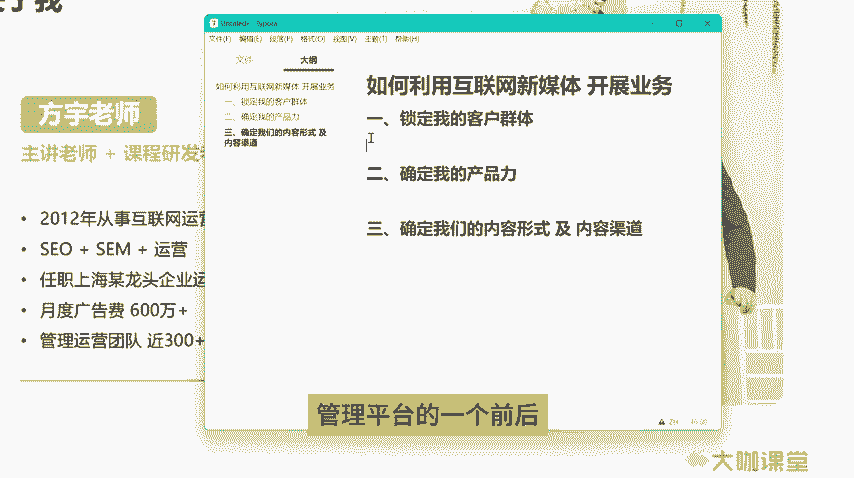 方宇老师
主讲老师 + 课程研发
• 2012年从事互联网运营
• SEO + SEM + 运营
• 任职上海某龙头企业运
• 月度广告费 600万+
• 管理运营团队 近300+
文件(F) 编辑(E) 段落(P) 格式(O) 视图(V) 主题(T) 帮助(H)
文件 大纲
如何利用互联网新媒体 开展业务
一、锁定我的客户群体
二、确定我的产品力
三、确定我们的内容形式 及
内容渠道
如何利用互联网新媒体 开展业务
一、锁定我的客户群体
二、确定我的产品力
三、确定我们的内容形式 及 内容渠道
管理平台的一个前后
大咖课堂